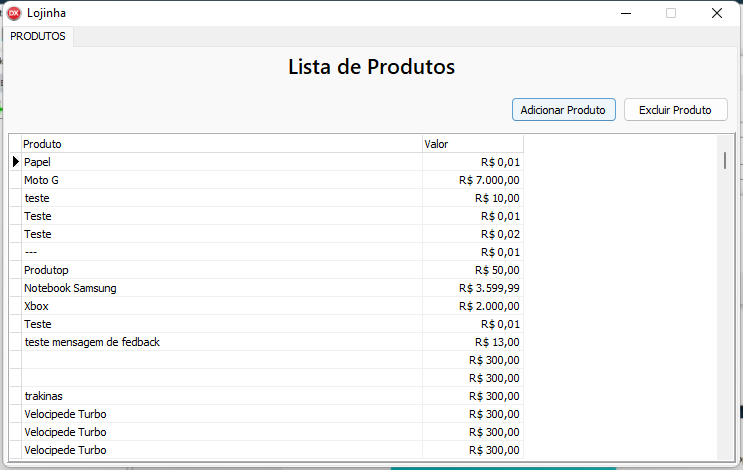 DX Lojinha
PRODUTOS
Lista de Produtos
Adicionar Produto Excluir Produto
Produto Valor
Papel R$ 0,01
Moto G R$ 7.000,00
teste R$ 10,00
Teste R$ 0,01
Teste R$ 0,02
--- R$ 0,01
Produtop R$ 50,00
Notebook Samsung R$ 3.599,99
Xbox R$ 2.000,00
Teste R$ 0,01
teste mensagem de fedback R$ 13,00
R$ 300,00
R$ 300,00
trakinas R$ 300,00
Velocipede Turbo R$ 300,00
Velocipede Turbo R$ 300,00
Velocipede Turbo R$ 300,00